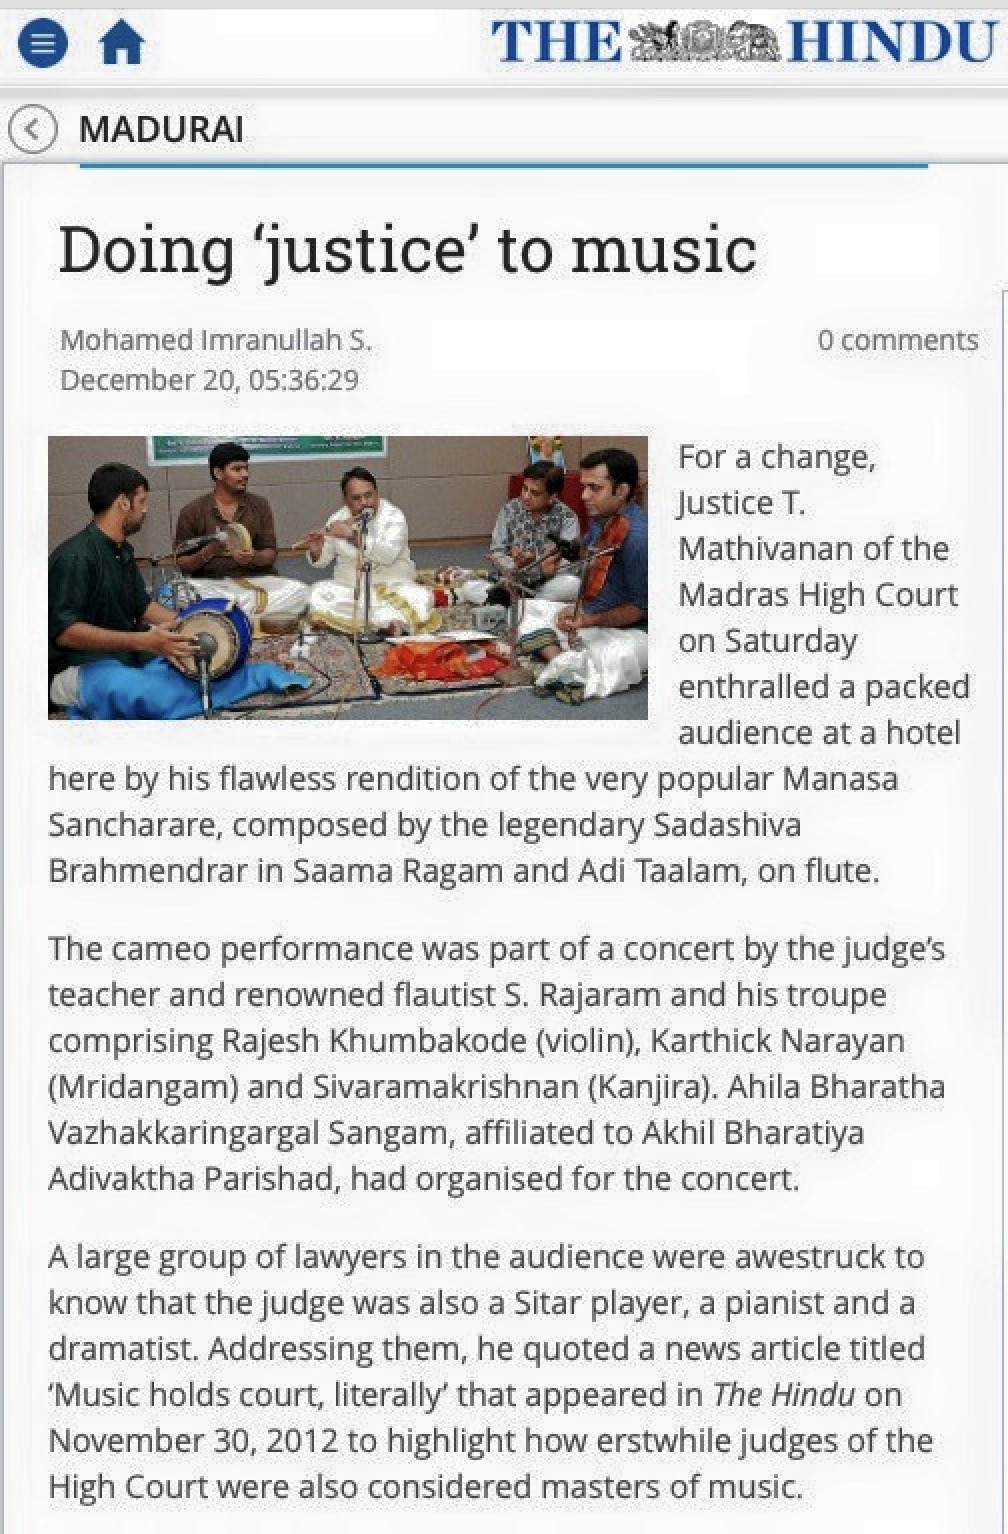 THE HINDU
MADURAI
Doing ‘justice’ to music
Mohamed Imranullah S.
0 comments
December 20, 05:36:29
For a change,
Justice T.
Mathivanan of the
Madras High Court
on Saturday
enthralled a packed
audience at a hotel
here by his flawless rendition of the very popular Manasa
Sancharare, composed by the legendary Sadashiva
Brahmendrar in Saama Ragam and Adi Taalam, on flute.
The cameo performance was part of a concert by the judge’s
teacher and renowned flautist S. Rajaram and his troupe
comprising Rajesh Khumbakode (violin), Karthick Narayan
(Mridangam) and Sivaramakrishnan (Kanjira). Ahila Bharatha
Vazhakkaringargal Sangam, affiliated to Akhil Bharatiya
Adivaktha Parishad, had organised for the concert.
A large group of lawyers in the audience were awestruck to
know that the judge was also a Sitar player, a pianist and a
dramatist. Addressing them, he quoted a news article titled
‘Music holds court, literally’ that appeared in The Hindu on
November 30, 2012 to highlight how erstwhile judges of the
High Court were also considered masters of music.